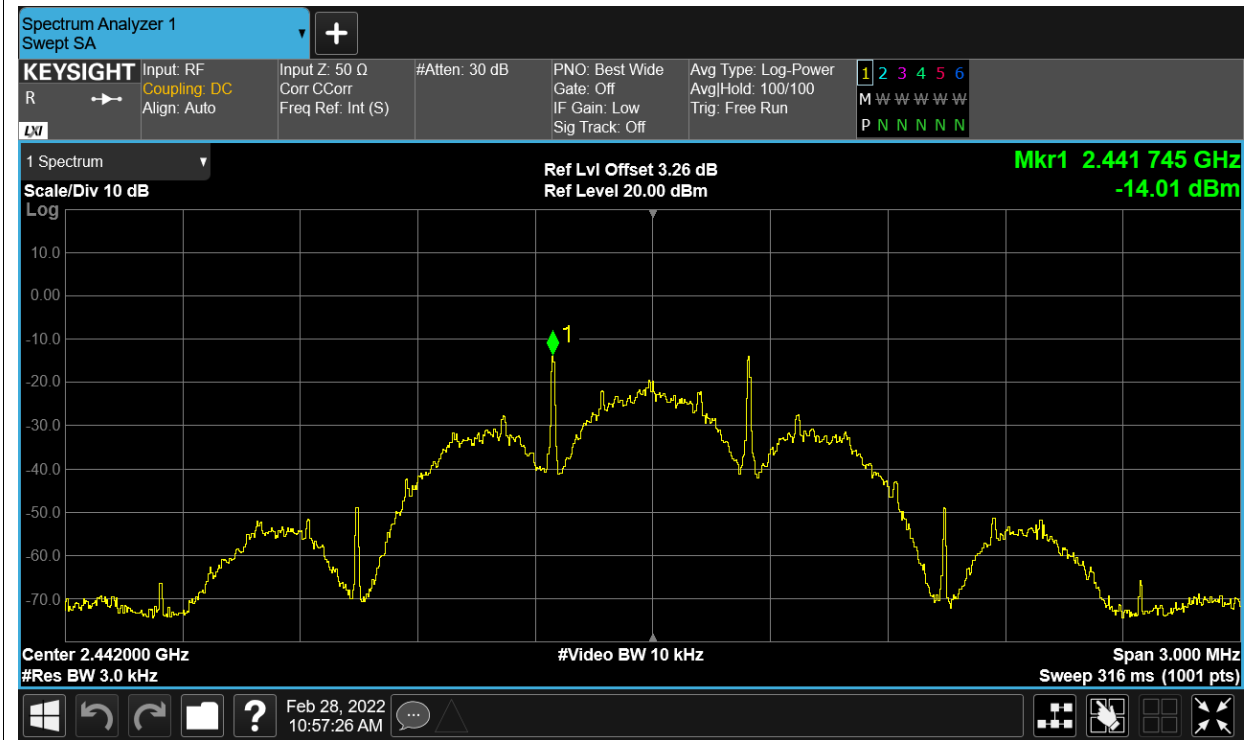 Spectrum Analyzer 1
Swept SA
KEYSIGHT
R
LXI
Input: RF
Coupling: DC
Align: Auto
Input Z: 50 Ω
Corr CCorr
Freq Ref: Int (S)
#Atten: 30 dB
PNO: Best Wide
Gate: Off
IF Gain: Low
Sig Track: Off
Avg Type: Log-Power
Avg|Hold: 100/100
Trig: Free Run
1 2 3 4 5 6
M W W W W W
P N N N N N
1 Spectrum
Scale/Div 10 dB
Ref Lvl Offset 3.26 dB
Ref Level 20.00 dBm
Mkr1 2.441 745 GHz
-14.01 dBm
Log
10.0
0.00
-10.0
-20.0
-30.0
-40.0
-50.0
-60.0
-70.0
1
Center 2.442000 GHz
#Res BW 3.0 kHz
#Video BW 10 kHz
Span 3.000 MHz
Sweep 316 ms (1001 pts)
?
Feb 28, 2022
10:57:26 AM